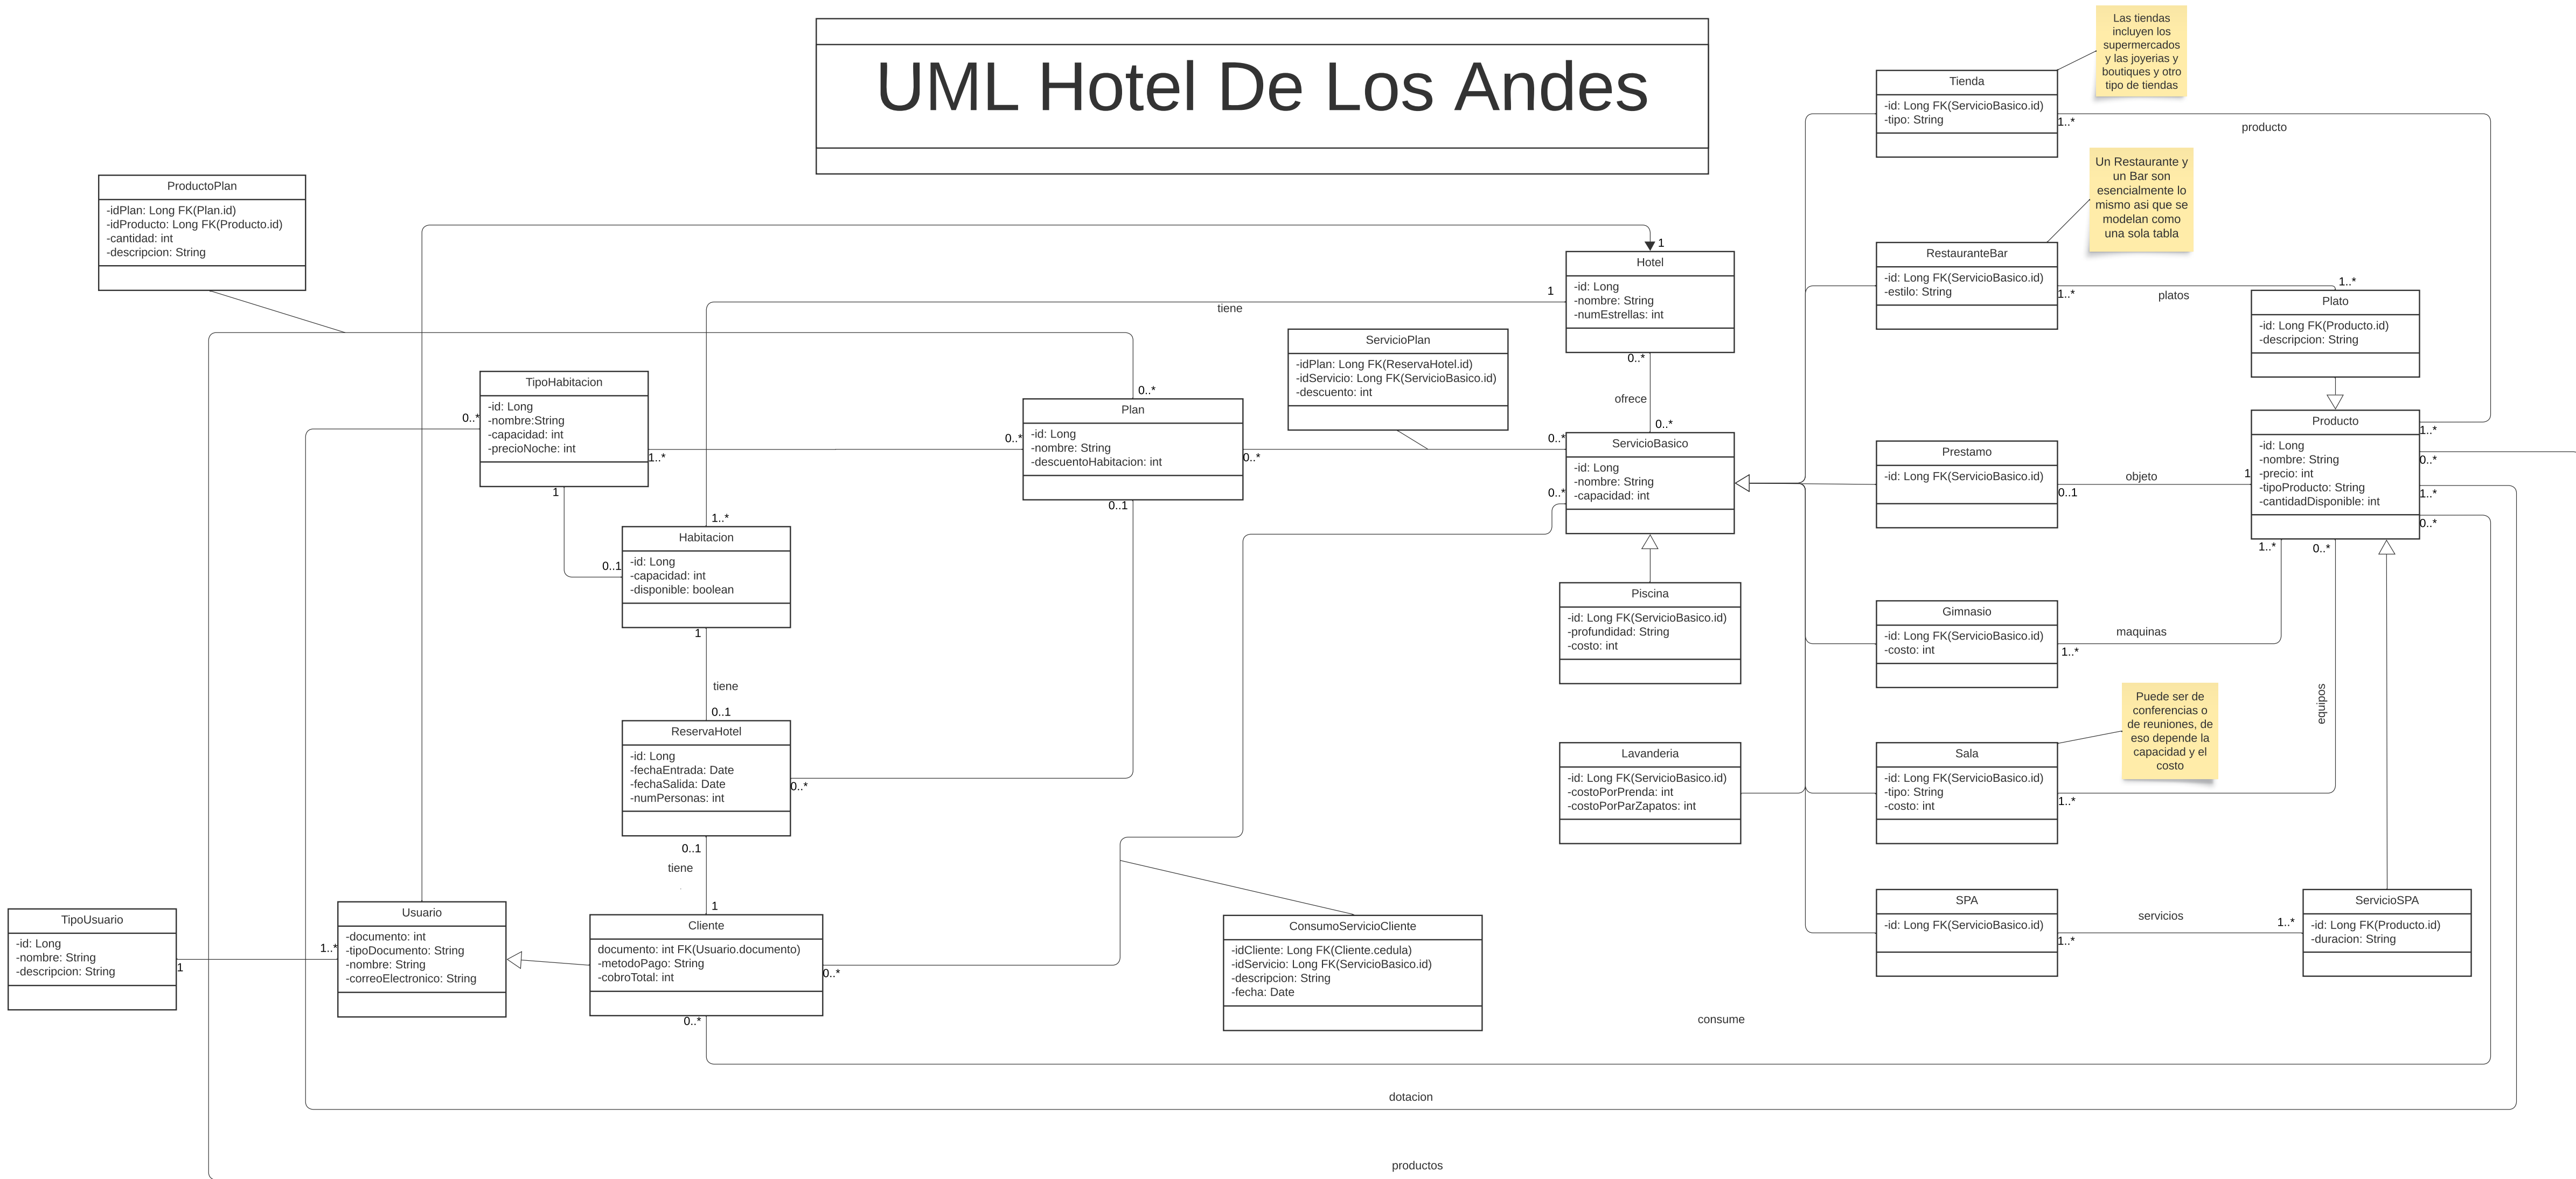 UML Hotel De Los Andes
Las tiendas
incluyen los
supermercados
y las joyerias y
boutiques y otro
tipo de tiendas
Tienda
-id: Long FK(ServicioBasico.id)
-tipo: String
1..*
producto
Un Restaurante y
un Bar son
esencialmente lo
mismo asi que se
modelan como
una sola tabla
ProductoPlan
-idPlan: Long FK(Plan.id)
-idProducto: Long FK(Producto.id)
-cantidad: int
-descripcion: String
1
Hotel
-id: Long
-nombre: String
-numEstrellas: int
1
tiene
0..*
ofrece
0..*
RestauranteBar
-id: Long FK(ServicioBasico.id)
-estilo: String
1..*
platos
1..*
Plato
-id: Long FK(Producto.id)
-descripcion: String
ServicioPlan
-idPlan: Long FK(ReservaHotel.id)
-idServicio: Long FK(ServicioBasico.id)
-descuento: int
TipoHabitacion
-id: Long
-nombre:String
-capacidad: int
-precioNoche: int
0..*
1..*
1
0..*
0..*
Plan
-id: Long
-nombre: String
-descuentoHabitacion: int
0..*
0..1
0..*
ServicioBasico
-id: Long
-nombre: String
-capacidad: int
0..*
Prestamo
-id: Long FK(ServicioBasico.id)
0..1
objeto
1
Producto
-id: Long
-nombre: String
-precio: int
-tipoProducto: String
-cantidadDisponible: int
1..*
0..*
1..*
0..*
1..*
0..*
1..*
Habitacion
-id: Long
-capacidad: int
-disponible: boolean
0..1
1
tiene
0..1
Piscina
-id: Long FK(ServicioBasico.id)
-profundidad: String
-costo: int
Gimnasio
-id: Long FK(ServicioBasico.id)
-costo: int
maquinas
1..*
equipos
Puede ser de
conferencias o
de reuniones, de
eso depende la
capacidad y el
costo
ReservaHotel
-id: Long
-fechaEntrada: Date
-fechaSalida: Date
-numPersonas: int
0..*
0..1
tiene
1
Lavanderia
-id: Long FK(ServicioBasico.id)
-costoPorPrenda: int
-costoPorParZapatos: int
Sala
-id: Long FK(ServicioBasico.id)
-tipo: String
-costo: int
1..*
TipoUsuario
-id: Long
-nombre: String
-descripcion: String
1
1..*
Usuario
-documento: int
-tipoDocumento: String
-nombre: String
-correoElectronico: String
Cliente
documento: int FK(Usuario.documento)
-metodoPago: String
-cobroTotal: int
0..*
0..*
ConsumoServicioCliente
-idCliente: Long FK(Cliente.cedula)
-idServicio: Long FK(ServicioBasico.id)
-descripcion: String
-fecha: Date
SPA
-id: Long FK(ServicioBasico.id)
1..*
servicios
1..*
ServicioSPA
-id: Long FK(Producto.id)
-duracion: String
consume
dotacion
productos